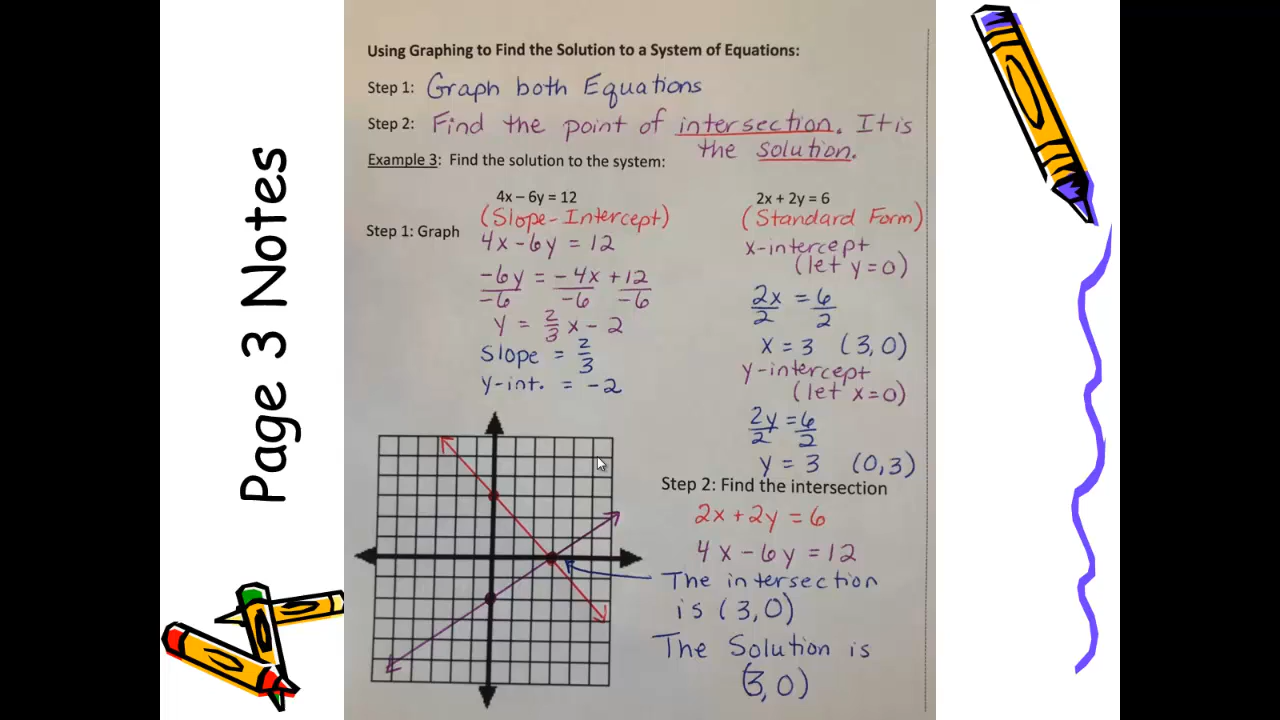 Page 3 Notes
Using Graphing to Find the Solution to a System of Equations:
Step 1: Graph both Equations
Step 2: Find the point of intersection. It is
the solution.
Example 3: Find the solution to the system:
4x – 6y = 12
(Slope-Intercept)
Step 1: Graph
4x - 6y = 12
-6y = -4x + 12
-6 -6 -6
y = 2/3 x - 2
Slope = 2/3
y-int. = -2
2x + 2y = 6
(Standard Form)
x-intercept
(let y=0)
2x = 6
2 2
x = 3 (3,0)
y-intercept
(let x=0)
2y = 6
2 2
y = 3 (0,3)
Step 2: Find the intersection
2x + 2y = 6
4x - 6y = 12
The intersection
is (3,0)
The Solution is
(3,0)